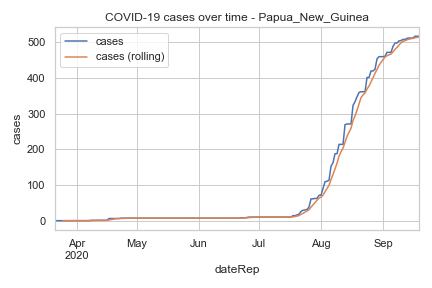 COVID-19 cases over time - Papua_New_Guinea
cases
cases (rolling)
500
400
300
200
100
0
cases
Apr
2020
May
Jun
Jul
Aug
Sep
dateRep